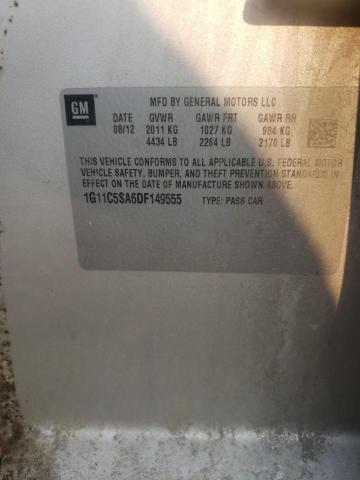 GM
MFD BY GENERAL MOTORS LLC
DATE GVWR GAWR FRT GAWR RR
08/12 2011 KG 1027 KG 984 KG
4434 LB 2264 LB 2170 LB
THIS VEHICLE CONFORMS TO ALL APPLICABLE U.S. FEDERAL MOTOR
VEHICLE SAFETY, BUMPER, AND THEFT PREVENTION STANDARDS IN
EFFECT ON THE DATE OF MANUFACTURE SHOWN ABOVE.
1G11C5SA6DF149555 TYPE: PASS CAR